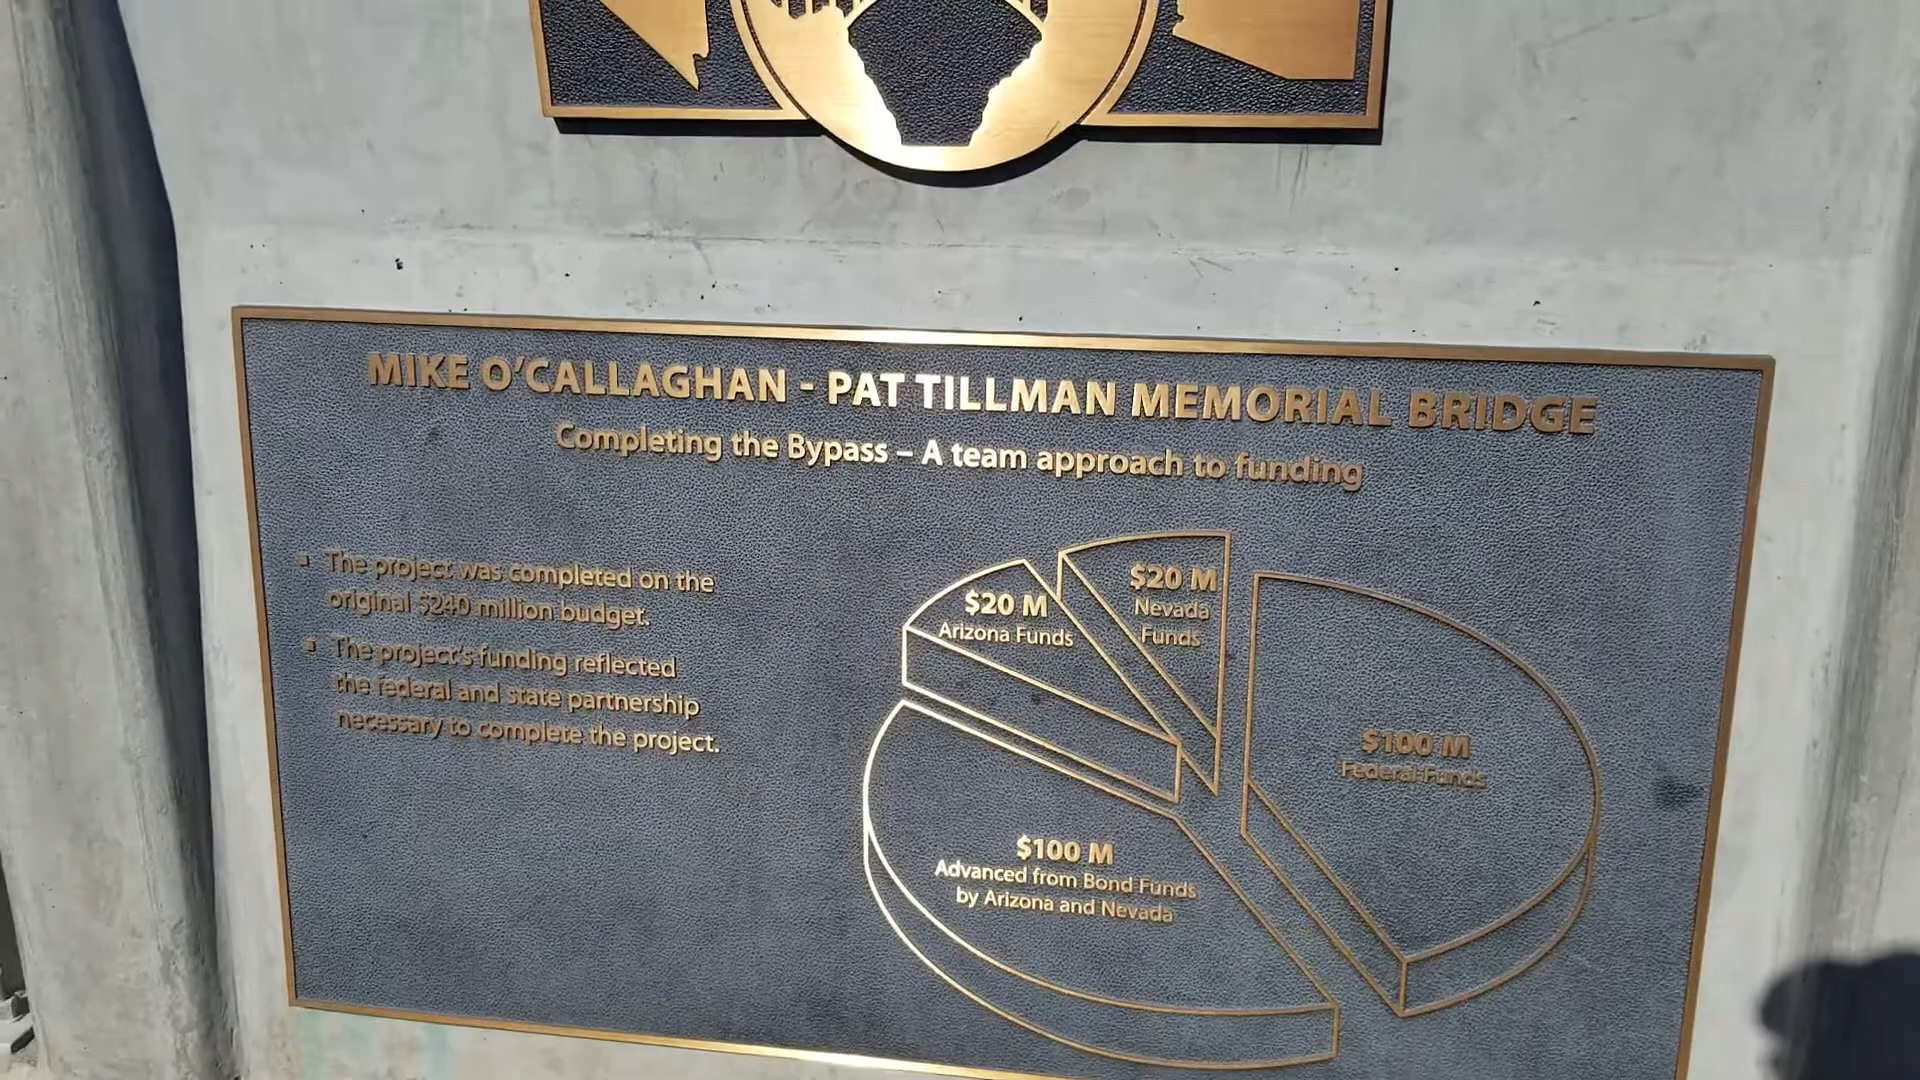 MIKE O'CALLAGHAN - PAT TILLMAN MEMORIAL BRIDGE
Completing the Bypass – A team approach to funding
▪ The project was completed on the
original $240 million budget.
▪ The project's funding reflected
the federal and state partnership
necessary to complete the project.
$20 M
Arizona Funds
$20 M
Nevada
Funds
$100 M
Federal Funds
$100 M
Advanced from Bond Funds
by Arizona and Nevada